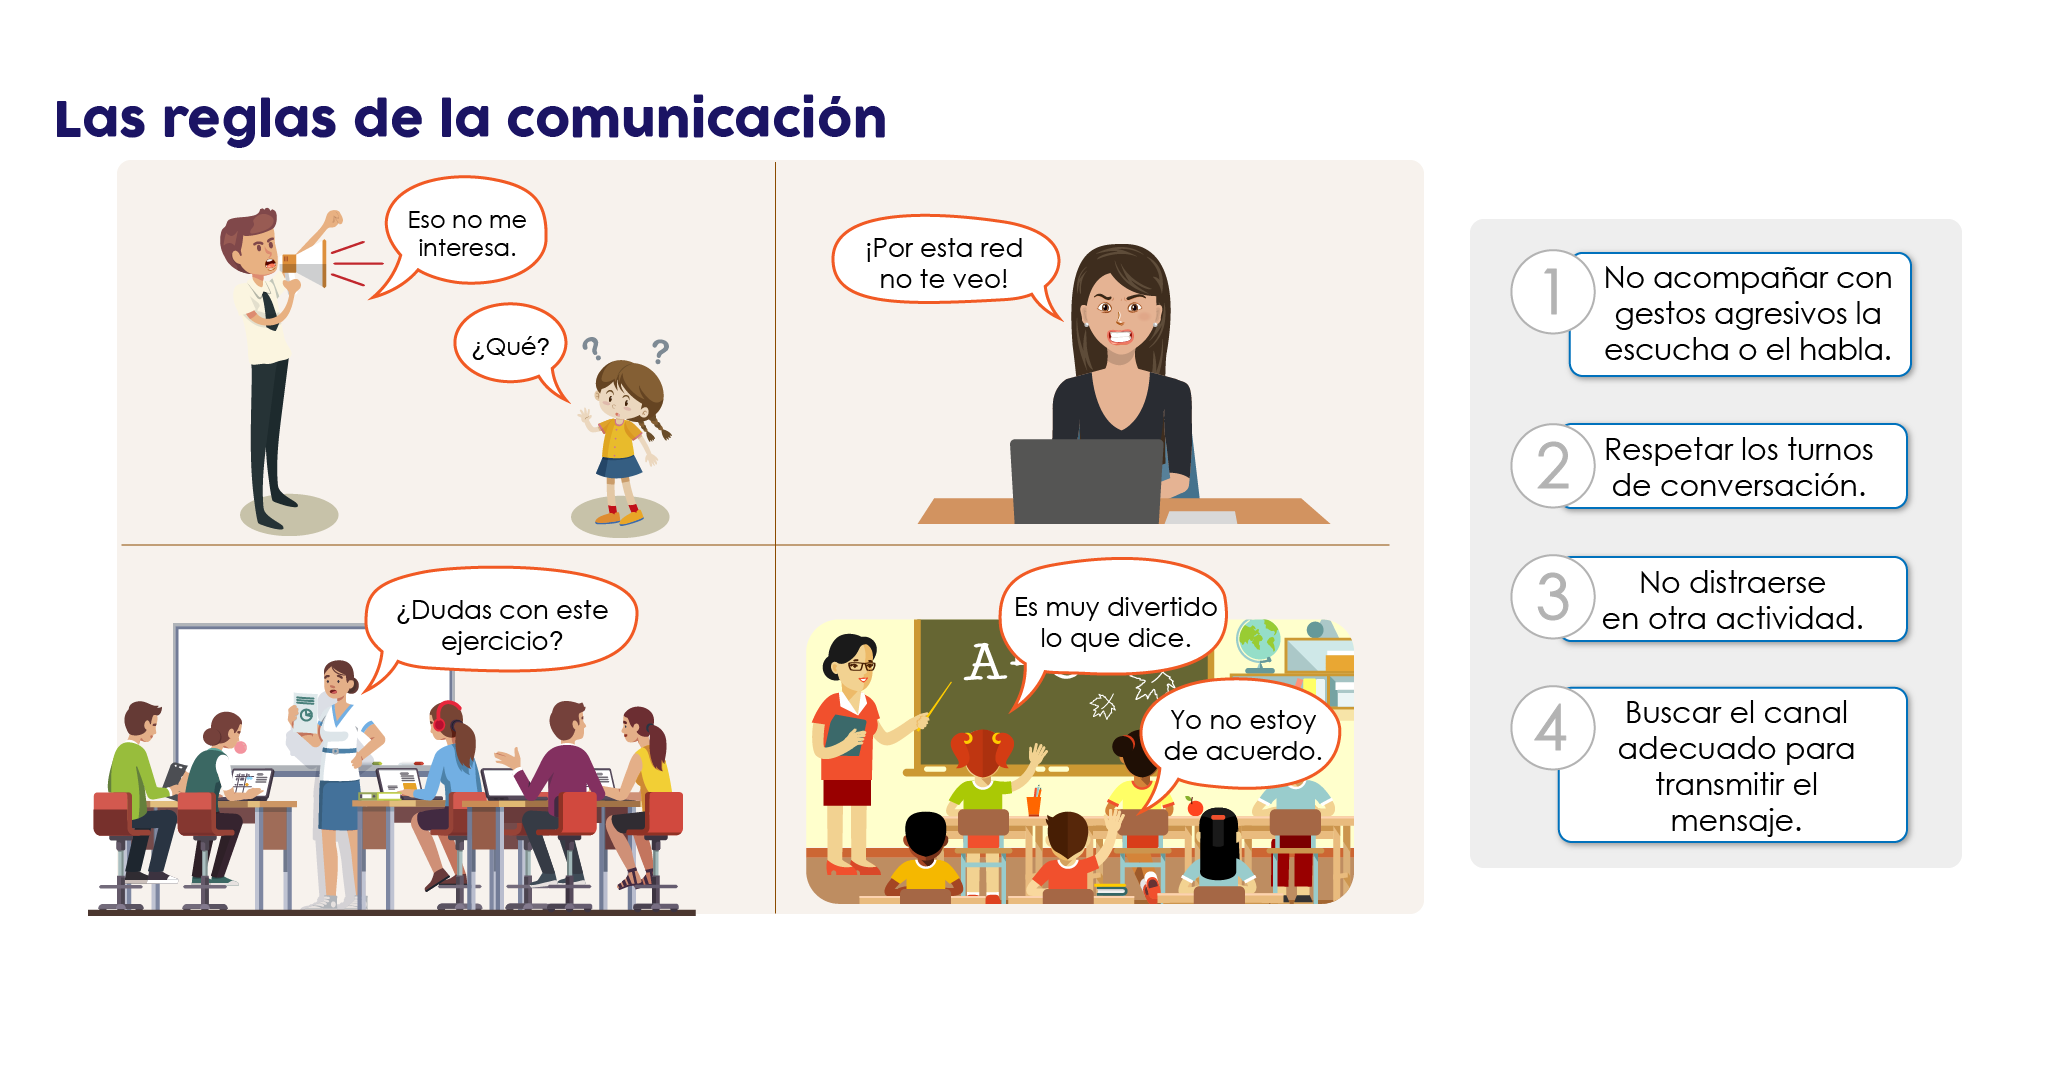 Las reglas de la comunicación
Eso no me
interesa.
¿Qué?
? ?
¡Por esta red
no te veo!
¿Dudas con este
ejercicio?
Es muy divertido
lo que dice.
A
Yo no estoy
de acuerdo.
1
No acompañar con
gestos agresivos la
escucha o el habla.
2
Respetar los turnos
de conversación.
3
No distraerse
en otra actividad.
4
Buscar el canal
adecuado para
transmitir el
mensaje.